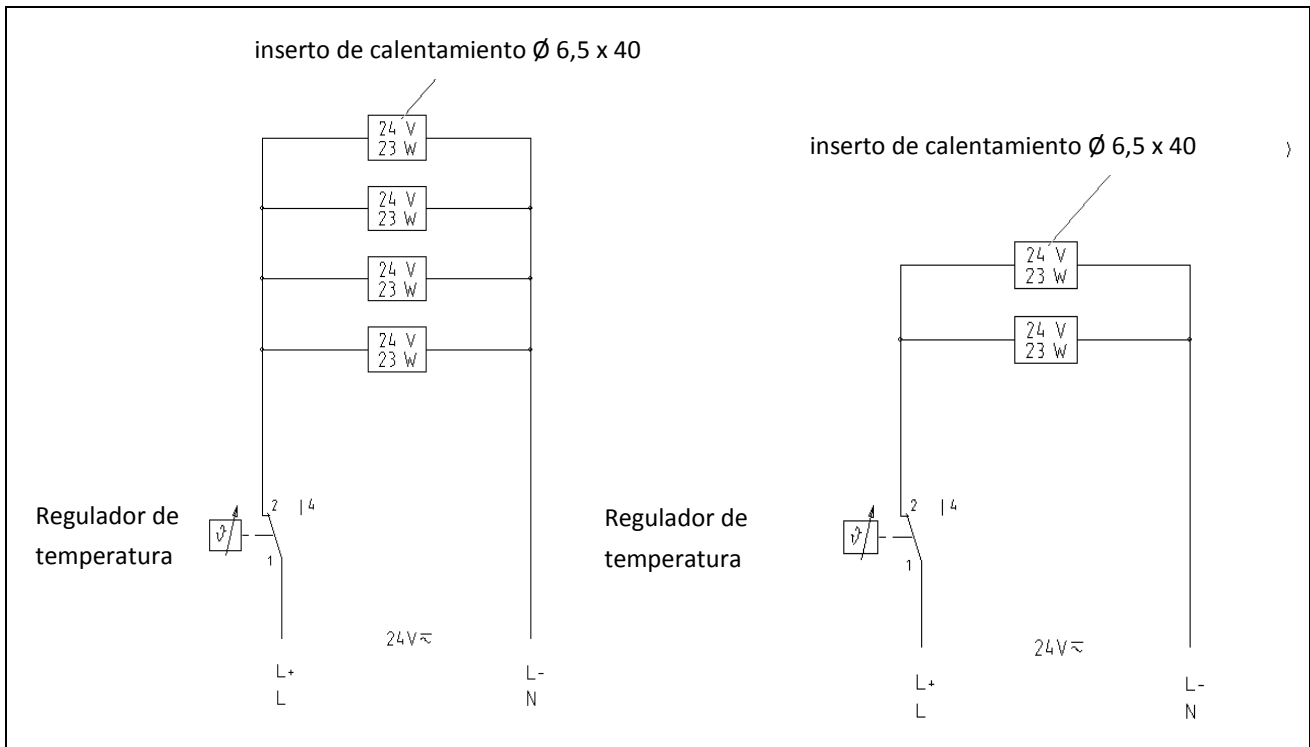 inserto de calentamiento Ø 6,5 x 40
24 V
23 W
24 V
23 W
24 V
23 W
24 V
23 W
Regulador de
temperatura
ϑ
2 | 4
1
24V⩬
L+
L
L-
N
inserto de calentamiento Ø 6,5 x 40 )
24 V
23 W
24 V
23 W
Regulador de
temperatura
ϑ
2 | 4
1
24V⩬
L+
L
L-
N